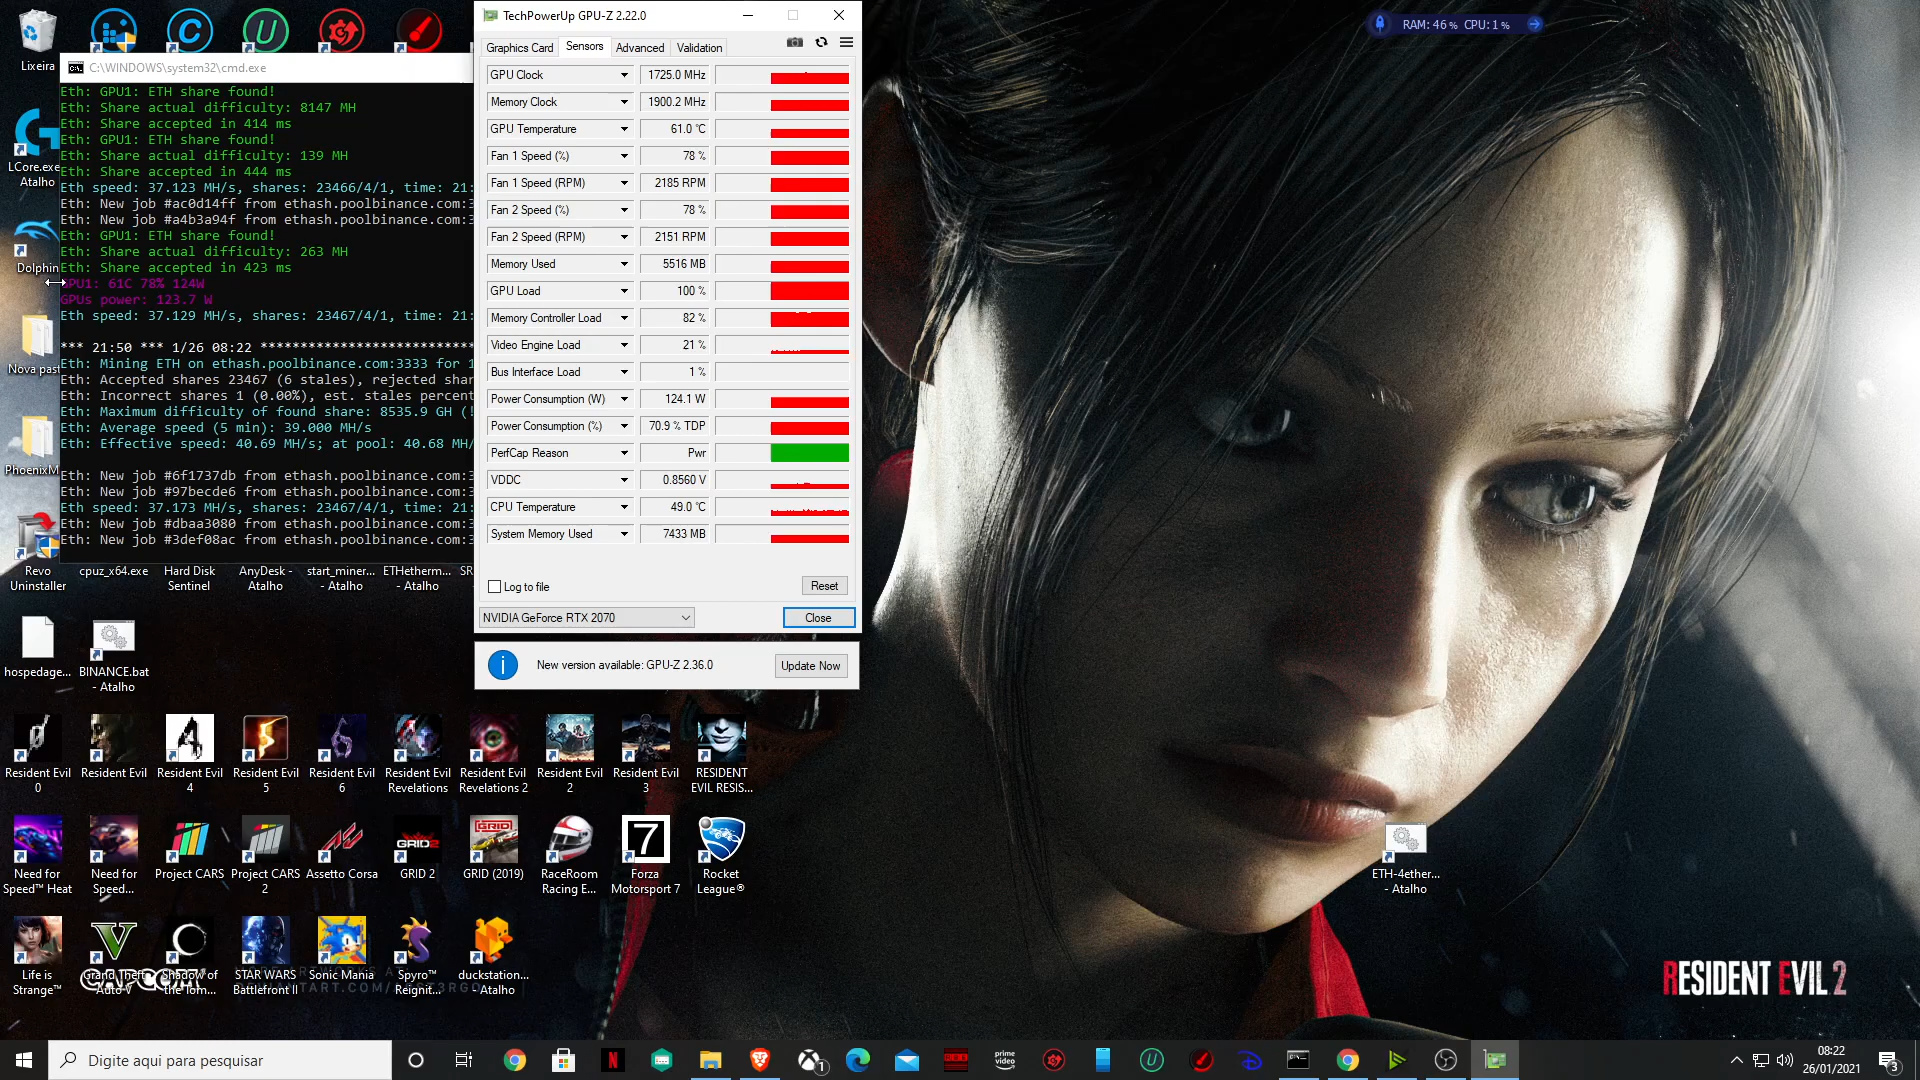 TechPowerUp GPU-Z 2.22.0
RAM: 46 % CPU: 1 %
Lixeira
Graphics Card Sensors Advanced Validation
C:\WINDOWS\system32\cmd.exe
Eth: GPU1: ETH share found!
Eth: Share actual difficulty: 8147 MH
Eth: Share accepted in 414 ms
Eth: GPU1: ETH share found!
Eth: Share actual difficulty: 139 MH
Eth: Share accepted in 444 ms
Eth speed: 37.123 MH/s, shares: 23466/4/1, time: 21:
Eth: New job #ac0d14ff from ethash.poolbinance.com:3
Eth: New job #a4b3a94f from ethash.poolbinance.com:3
Eth: GPU1: ETH share found!
Eth: Share actual difficulty: 263 MH
Eth: Share accepted in 423 ms
GPU1: 61C 78% 124W
GPUs power: 123.7 W
Eth speed: 37.129 MH/s, shares: 23467/4/1, time: 21:
*** 21:50 *** 1/26 08:22 ***************************
Eth: Mining ETH on ethash.poolbinance.com:3333 for 1
Eth: Accepted shares 23467 (6 stales), rejected shar
Eth: Incorrect shares 1 (0.00%), est. stales percent
Eth: Maximum difficulty of found share: 8535.9 GH (!
Eth: Average speed (5 min): 39.000 MH/s
Eth: Effective speed: 40.69 MH/s; at pool: 40.68 MH/
Eth: New job #6f1737db from ethash.poolbinance.com:3
Eth: New job #97becde6 from ethash.poolbinance.com:3
Eth speed: 37.173 MH/s, shares: 23467/4/1, time: 21:
Eth: New job #dbaa3080 from ethash.poolbinance.com:3
Eth: New job #3def08ac from ethash.poolbinance.com:3
GPU Clock 1725.0 MHz
Memory Clock 1900.2 MHz
GPU Temperature 61.0 °C
Fan 1 Speed (%) 78 %
Fan 1 Speed (RPM) 2185 RPM
Fan 2 Speed (%) 78 %
Fan 2 Speed (RPM) 2151 RPM
Memory Used 5516 MB
GPU Load 100 %
Memory Controller Load 82 %
Video Engine Load 21 %
Bus Interface Load 1 %
Power Consumption (W) 124.1 W
Power Consumption (%) 70.9 % TDP
PerfCap Reason Pwr
VDDC 0.8560 V
CPU Temperature 49.0 °C
System Memory Used 7433 MB
Log to file Reset
NVIDIA GeForce RTX 2070 Close
New version available: GPU-Z 2.36.0 Update Now
LCore.exe
Atalho
Dolphin
Nova past
PhoenixM
Revo
Uninstaller
cpuz_x64.exe
Hard Disk
Sentinel
AnyDesk -
Atalho
start_miner...
- Atalho
ETHetherm...
- Atalho
SR
hospedage...
BINANCE.bat
- Atalho
Resident Evil
0
Resident Evil
Resident Evil
4
Resident Evil
5
Resident Evil
6
Resident Evil
Revelations
Resident Evil
Revelations 2
Resident Evil
2
Resident Evil
3
RESIDENT
EVIL RESIS...
Need for
Speed™ Heat
Need for
Speed...
Project CARS
Project CARS
2
Assetto Corsa
GRID 2
GRID (2019)
RaceRoom
Racing E...
Forza
Motorsport 7
Rocket
League®
ETH-4ether...
- Atalho
Life is
Strange™
Grand Theft
Auto V
Shadow of
the Tom...
STAR WARS
Battlefront II
Sonic Mania
Spyro™
Reignit...
duckstation...
- Atalho
CAPCOM
RESIDENT EVIL 2
Digite aqui para pesquisar
prime
video
08:22
26/01/2021
3